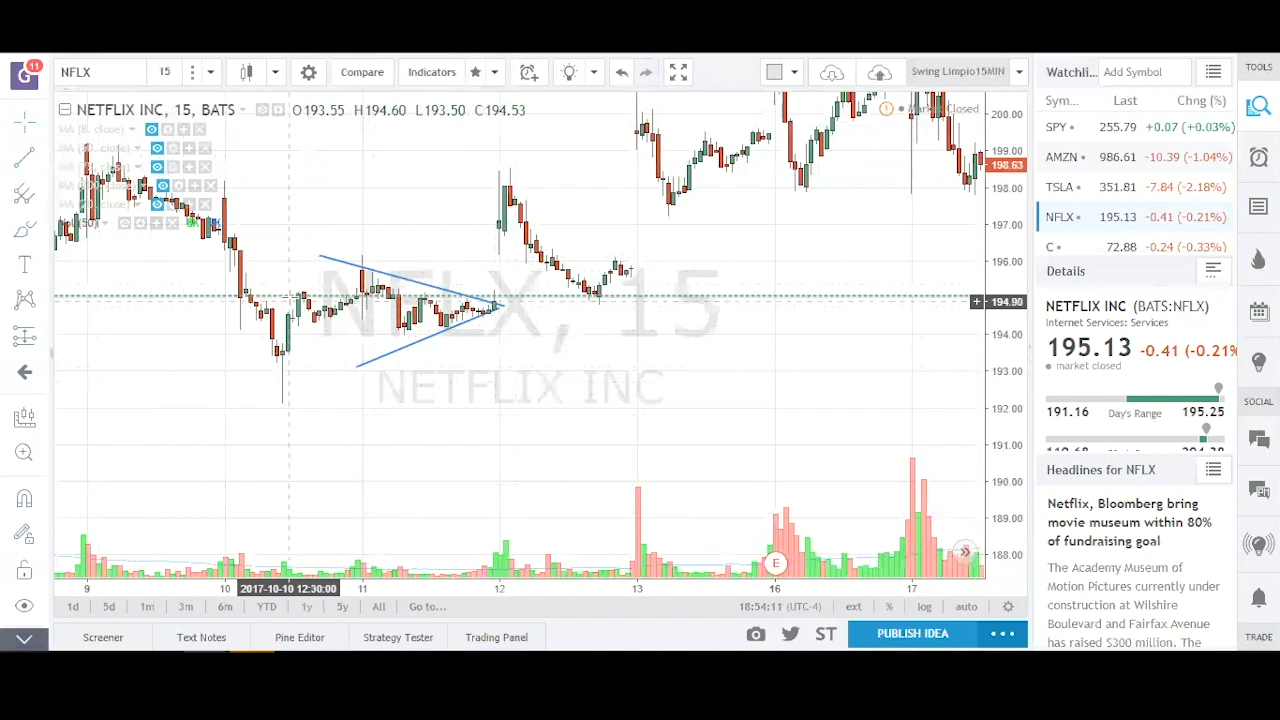 G 11
NFLX 15 Compare Indicators Swing Limpio15MIN
NETFLIX INC, 15, BATS O193.55 H194.60 L193.50 C194.53
Market Closed
MA
MA
MA
MA
MA
Vol (50)
NFLX, 15
NETFLIX INC
200.00
199.00
198.63
198.00
197.00
196.00
194.90
194.00
193.00
192.00
191.00
190.00
189.00
188.00
E
9 10 2017-10-10 12:30:00 11 12 13 16 17
1d 5d 1m 3m 6m YTD 1y 5y All Go to... 18:54:11 (UTC-4) ext % log auto
Screener Text Notes Pine Editor Strategy Tester Trading Panel ST PUBLISH IDEA
Watchli... Add Symbol
Sym... Last Chng (%)
SPY 255.79 +0.07 (+0.03%)
AMZN 986.61 -10.39 (-1.04%)
TSLA 351.81 -7.84 (-2.18%)
NFLX 195.13 -0.41 (-0.21%)
C 72.88 -0.24 (-0.33%)
Details
NETFLIX INC (BATS:NFLX)
Internet Services: Services
195.13 -0.41 (-0.21%
market closed
191.16 Day's Range 195.25
Headlines for NFLX
Netflix, Bloomberg bring
movie museum within 80%
of fundraising goal
The Academy Museum of
Motion Pictures currently under
construction at Wilshire
Boulevard and Fairfax Avenue
has raised $300 million. The
TOOLS
SOCIAL
TRADE